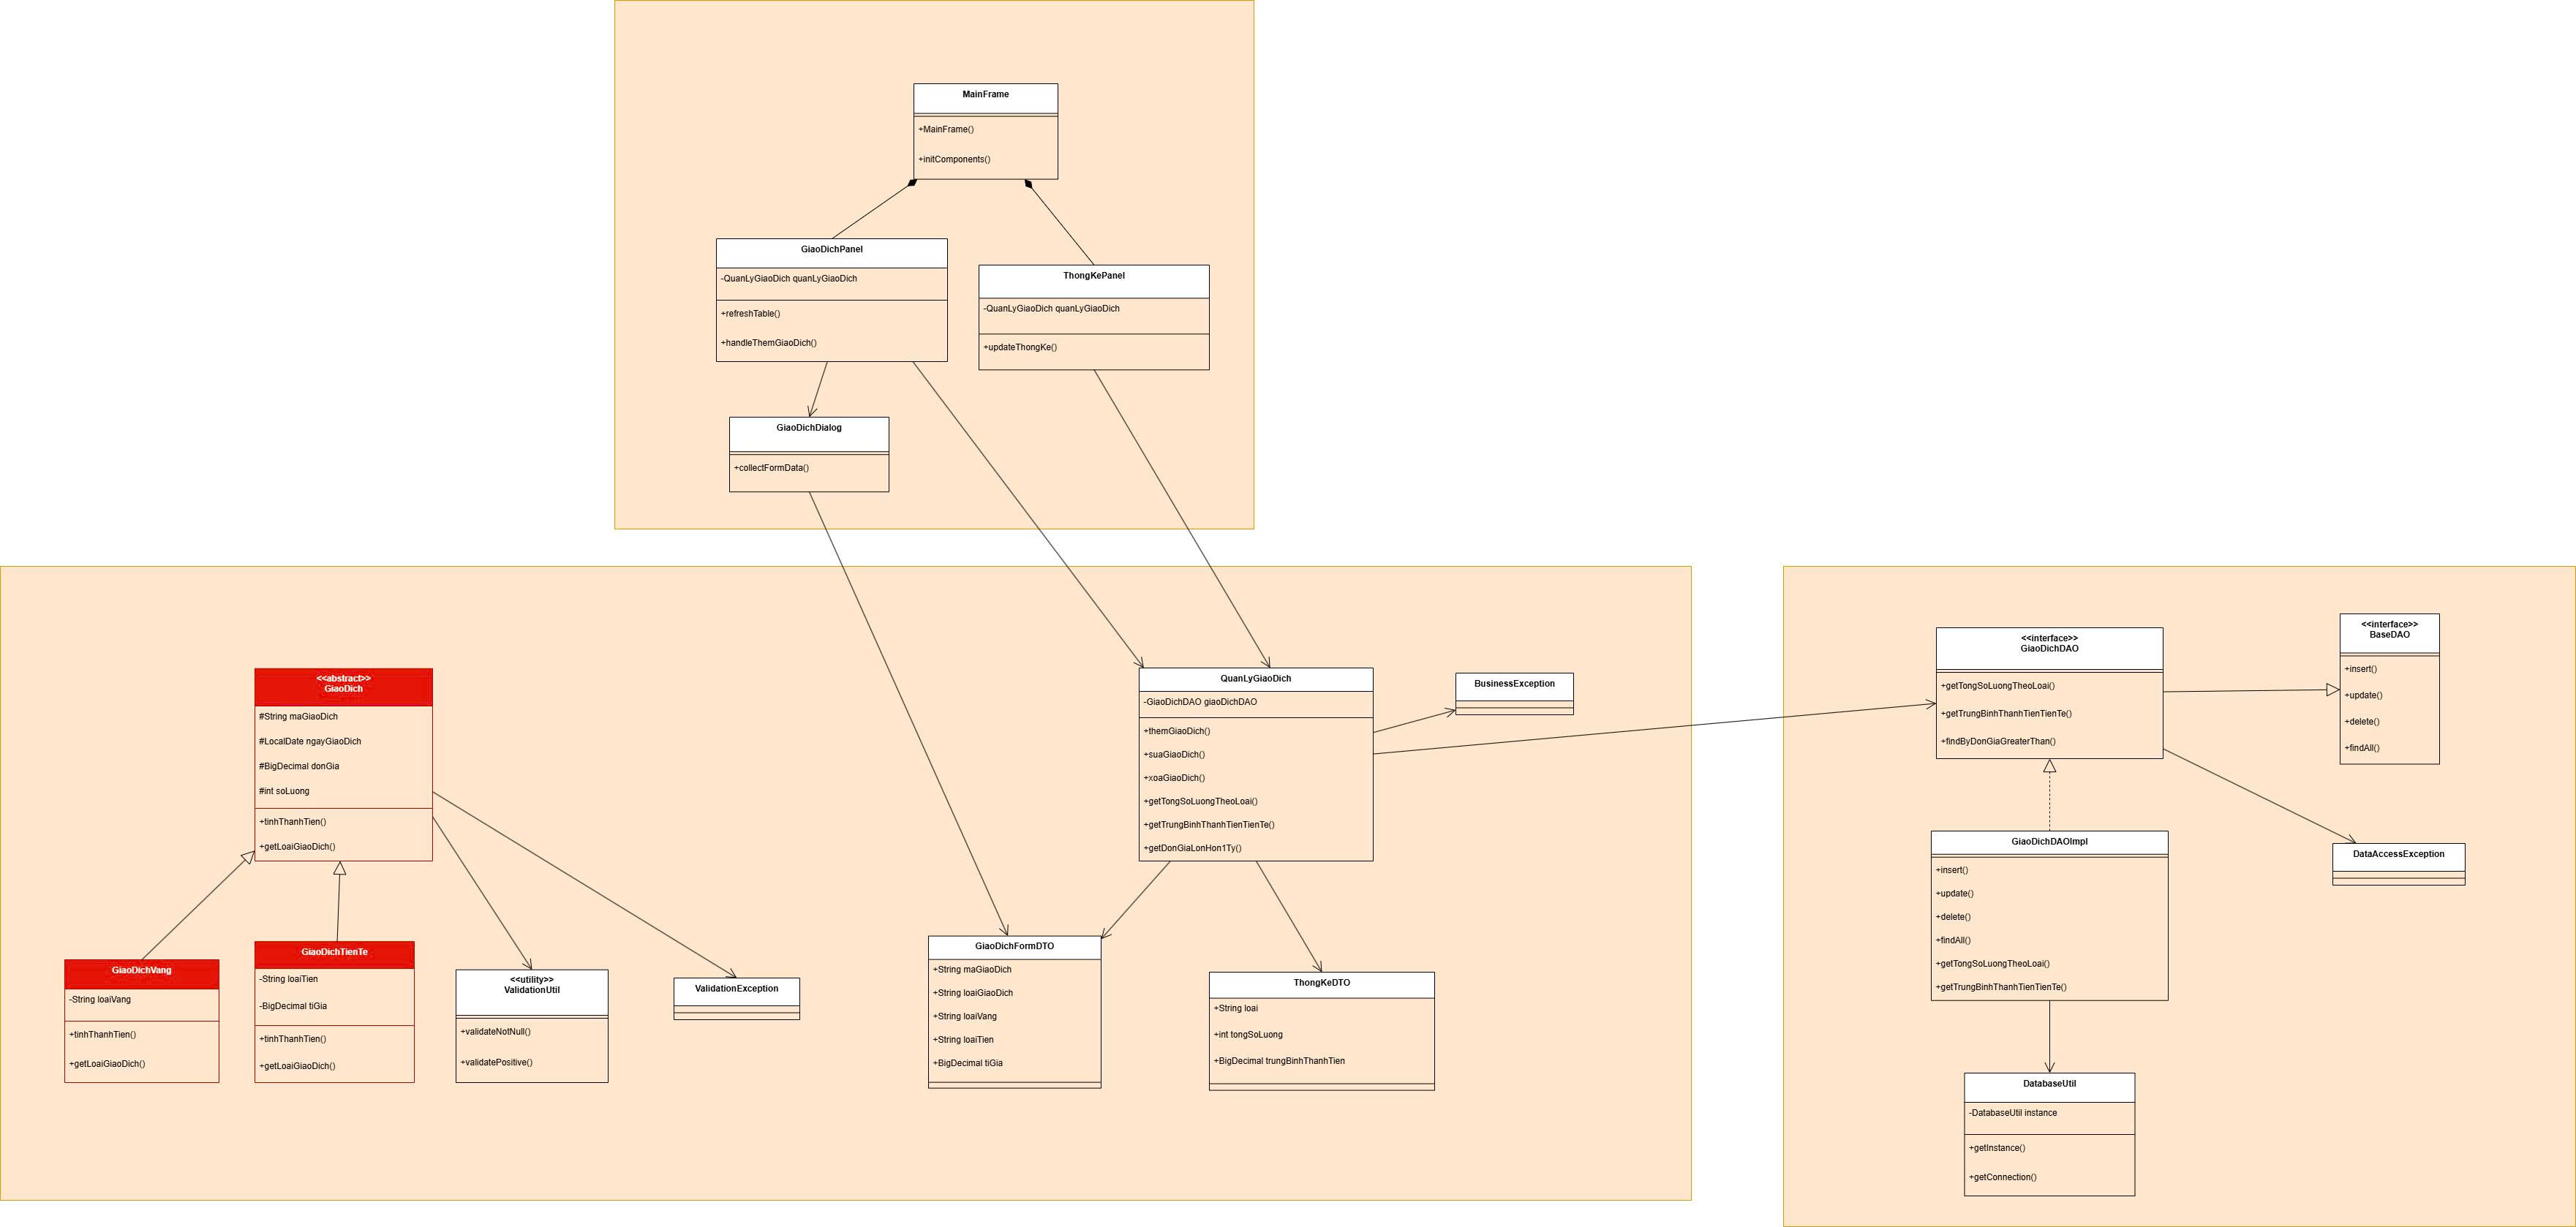 MainFrame
+MainFrame()
+initComponents()
GiaoDichPanel
-QuanLyGiaoDich quanLyGiaoDich
+refreshTable()
+handleThemGiaoDich()
ThongKePanel
-QuanLyGiaoDich quanLyGiaoDich
+updateThongKe()
GiaoDichDialog
+collectFormData()
<<abstract>>
GiaoDich
#String maGiaoDich
#LocalDate ngayGiaoDich
#BigDecimal donGia
#int soLuong
+tinhThanhTien()
+getLoaiGiaoDich()
GiaoDichVang
-String loaiVang
+tinhThanhTien()
+getLoaiGiaoDich()
GiaoDichTienTe
-String loaiTien
-BigDecimal tiGia
+tinhThanhTien()
+getLoaiGiaoDich()
<<utility>>
ValidationUtil
+validateNotNull()
+validatePositive()
ValidationException
QuanLyGiaoDich
-GiaoDichDAO giaoDichDAO
+themGiaoDich()
+suaGiaoDich()
+xoaGiaoDich()
+getTongSoLuongTheoLoai()
+getTrungBinhThanhTienTienTe()
+getDonGiaLonHon1Ty()
BusinessException
GiaoDichFormDTO
+String maGiaoDich
+String loaiGiaoDich
+String loaiVang
+String loaiTien
+BigDecimal tiGia
ThongKeDTO
+String loai
+int tongSoLuong
+BigDecimal trungBinhThanhTien
<<interface>>
GiaoDichDAO
+getTongSoLuongTheoLoai()
+getTrungBinhThanhTienTienTe()
+findByDonGiaGreaterThan()
<<interface>>
BaseDAO
+insert()
+update()
+delete()
+findAll()
GiaoDichDAOImpl
+insert()
+update()
+delete()
+findAll()
+getTongSoLuongTheoLoai()
+getTrungBinhThanhTienTienTe()
DataAccessException
DatabaseUtil
-DatabaseUtil instance
+getInstance()
+getConnection()